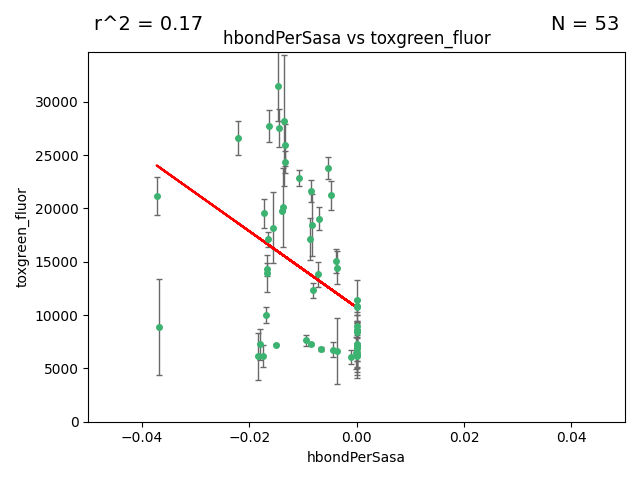 r^2 = 0.17
N = 53
hbondPerSasa vs toxgreen_fluor
toxgreen_fluor
30000
25000
20000
15000
10000
5000
0
−0.04
−0.02
0.00
0.02
0.04
hbondPerSasa